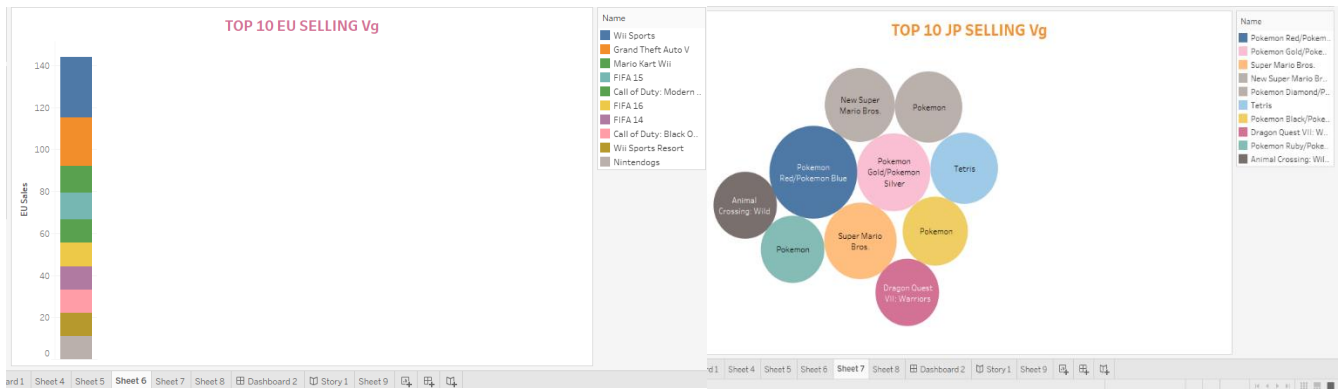 TOP 10 EU SELLING Vg
Name
Wii Sports
Grand Theft Auto V
Mario Kart Wii
FIFA 15
Call of Duty: Modern ..
FIFA 16
FIFA 14
Call of Duty: Black O..
Wii Sports Resort
Nintendogs
140
120
100
80
60
40
20
0
EU Sales
ard 1 Sheet 4 Sheet 5 Sheet 6 Sheet 7 Sheet 8 Dashboard 2 Story 1 Sheet 9
TOP 10 JP SELLING Vg
New Super
Mario Bros.
Pokemon
Pokemon
Red/Pokemon Blue
Pokemon
Gold/Pokemon
Silver
Tetris
Animal
Crossing: Wild
Pokemon
Super Mario
Bros.
Pokemon
Dragon Quest
VII: Warriors
Name
Pokemon Red/Pokem..
Pokemon Gold/Poke..
Super Mario Bros.
New Super Mario Br..
Pokemon Diamond/P..
Tetris
Pokemon Black/Poke..
Dragon Quest VII: W..
Pokemon Ruby/Poke..
Animal Crossing: Wil..
rd 1 Sheet 4 Sheet 5 Sheet 6 Sheet 7 Sheet 8 Dashboard 2 Story 1 Sheet 9